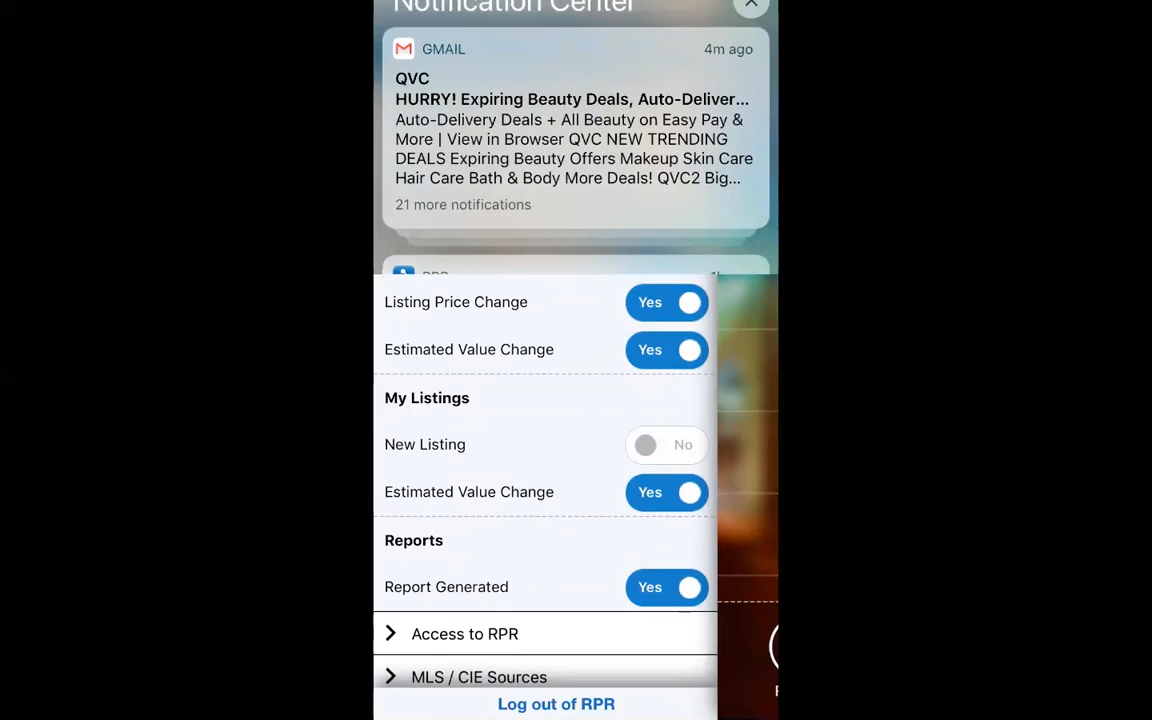 Notification Center
GMAIL
4m ago
QVC
HURRY! Expiring Beauty Deals, Auto-Deliver...
Auto-Delivery Deals + All Beauty on Easy Pay &
More | View in Browser QVC NEW TRENDING
DEALS Expiring Beauty Offers Makeup Skin Care
Hair Care Bath & Body More Deals! QVC2 Big...
21 more notifications
RPR
Listing Price Change
Yes
Estimated Value Change
Yes
My Listings
New Listing
No
Estimated Value Change
Yes
Reports
Report Generated
Yes
Access to RPR
MLS / CIE Sources
Log out of RPR